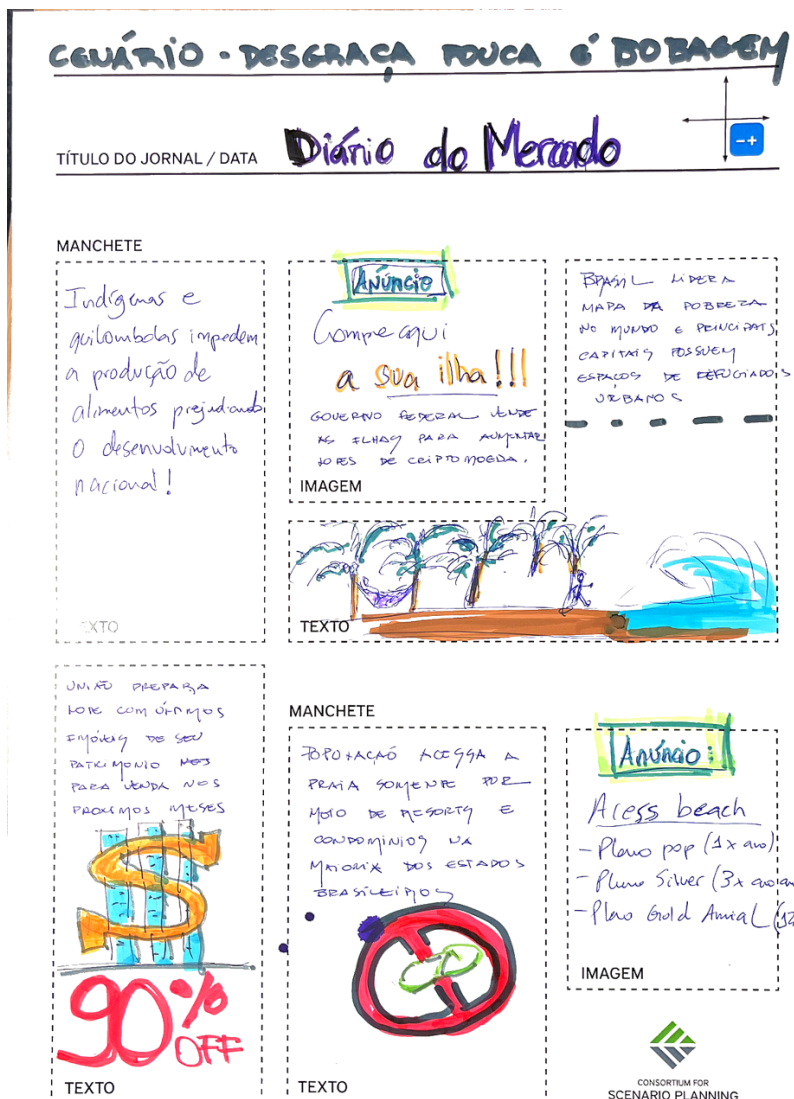 CENÁRIO - DESGRAÇA POUCA É BOBAGEM
TÍTULO DO JORNAL / DATA
Diário do Mercado
-+
MANCHETE
Indígenas e
quilombolas impedem
a produção de
alimentos prejudicando
o desenvolvimento
nacional!
TEXTO
Anúncio
Compre aqui
a sua ilha!!!
GOVERNO FEDERAL VENDE
AS ILHAS PARA AUMENTAR
LOTES DE CRIPTOMOEDA.
IMAGEM
BRASIL LIDERA
MAPA DA POBREZA
NO MUNDO E PRINCIPAIS
CAPITAIS POSSUEM
ESPAÇOS DE REFUGIADOS
URBANOS
TEXTO
UNIÃO PREPARA
LOTE COM ÚLTIMOS
IMÓVEIS DE SEU
PATRIMONIO
PARA VENDA NOS
PRÓXIMOS MESES
90% OFF
TEXTO
MANCHETE
POPULAÇÃO ACESSA A
PRAIA SOMENTE POR
MEIO DE RESORTS E
CONDOMÍNIOS NA
MAIORIA DOS ESTADOS
BRASILEIROS
TEXTO
Anúncio:
Acess beach
- Plano pop (1x ano)
- Plano Silver (3x
- Plano Gold
IMAGEM
CONSORTIUM FOR
SCENARIO PLANNING